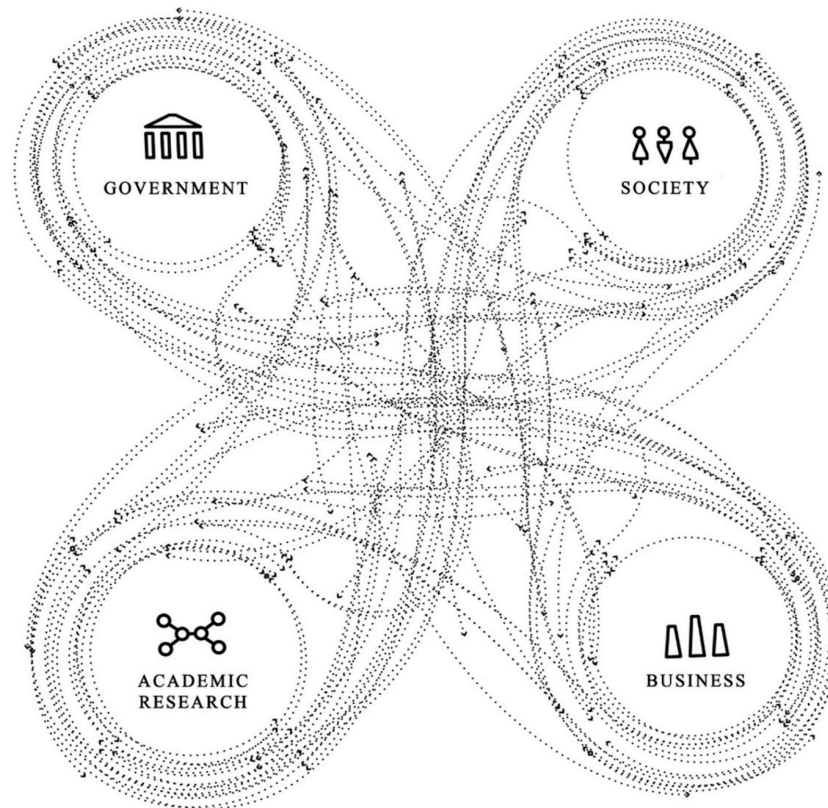 GOVERNMENT
SOCIETY
ACADEMIC
RESEARCH
BUSINESS